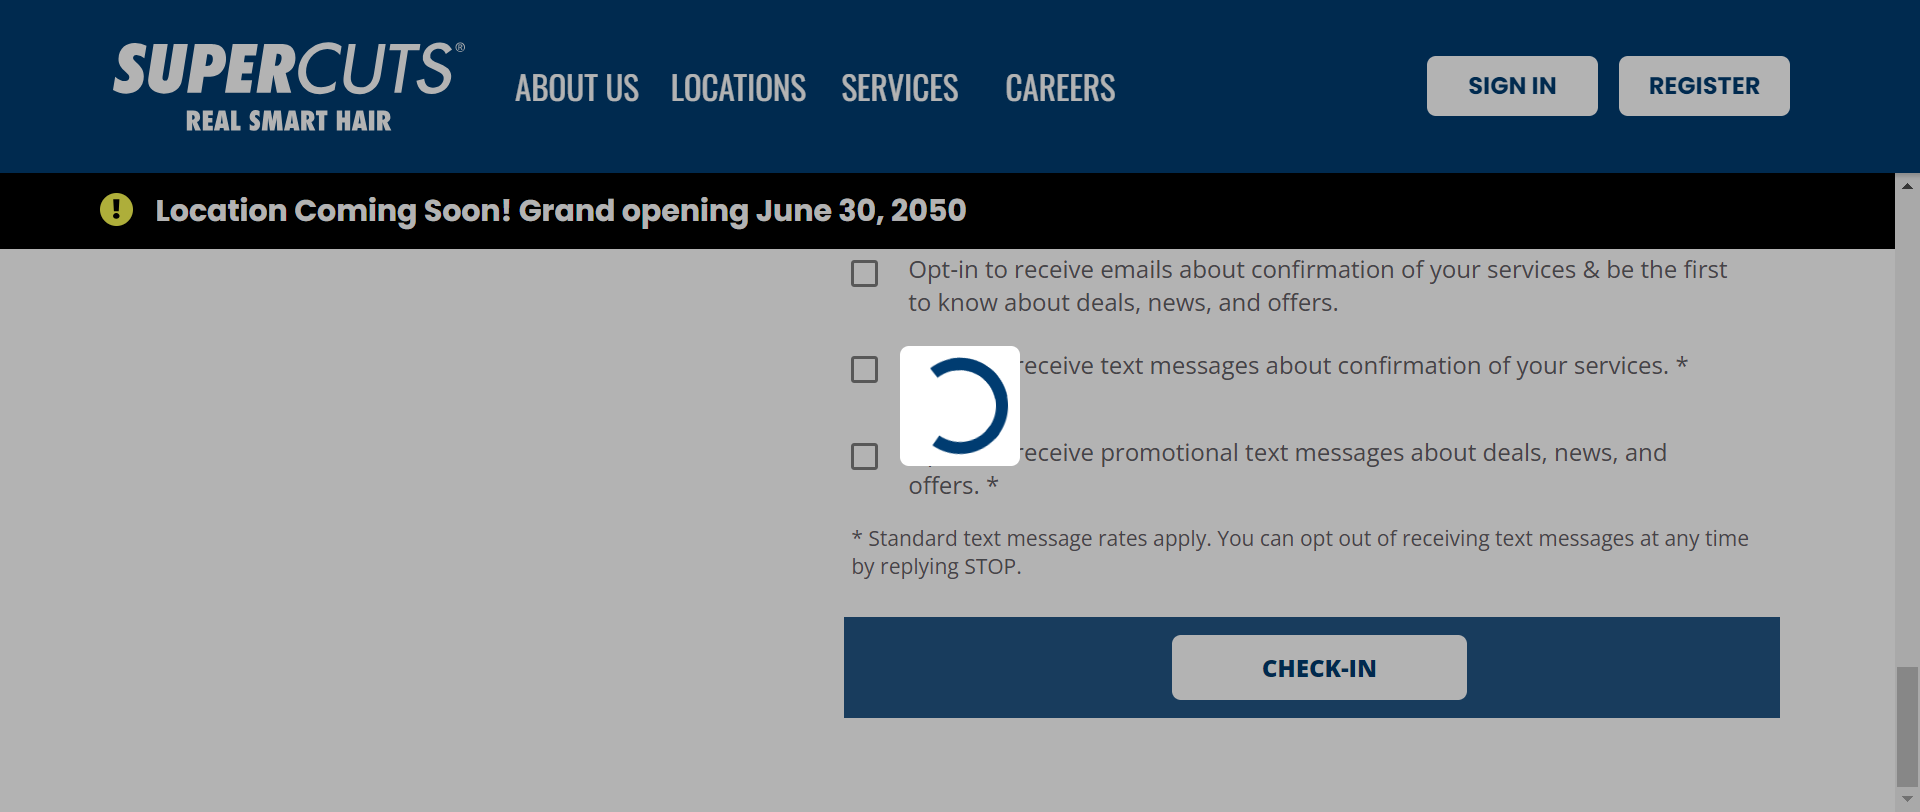 SUPERCUTS®
REAL SMART HAIR
ABOUT US LOCATIONS SERVICES CAREERS
SIGN IN REGISTER
Location Coming Soon! Grand opening June 30, 2050
Opt-in to receive emails about confirmation of your services & be the first
to know about deals, news, and offers.
receive text messages about confirmation of your services. *
receive promotional text messages about deals, news, and
offers. *
* Standard text message rates apply. You can opt out of receiving text messages at any time
by replying STOP.
CHECK-IN